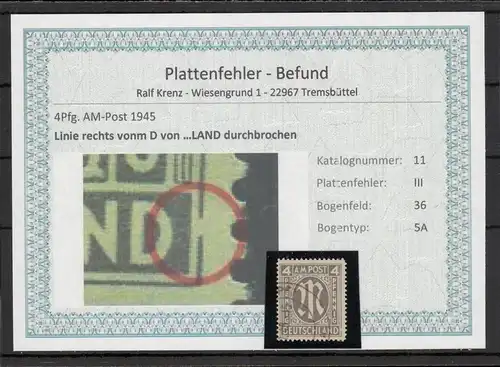 Plattenfehler - Befund
Ralf Krenz - Wiesengrund 1 - 22967 Tremsbüttel
4Pfg. AM-Post 1945
Linie rechts vonm D von ...LAND durchbrochen
Katalognummer: 11
Plattenfehler: III
Bogenfeld: 36
Bogentyp: 5A
ND
4 AM POST 4
M
DEUTSCHLAND